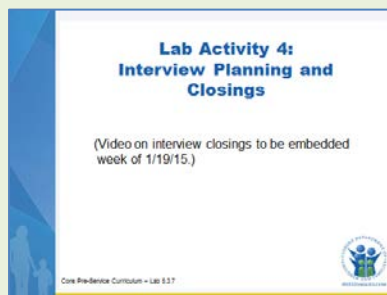 Lab Activity 4:
Interview Planning and
Closings
(Video on interview closings to be embedded
week of 1/19/15.)
Core Pre-Service Curriculum – Lab 6.3.7